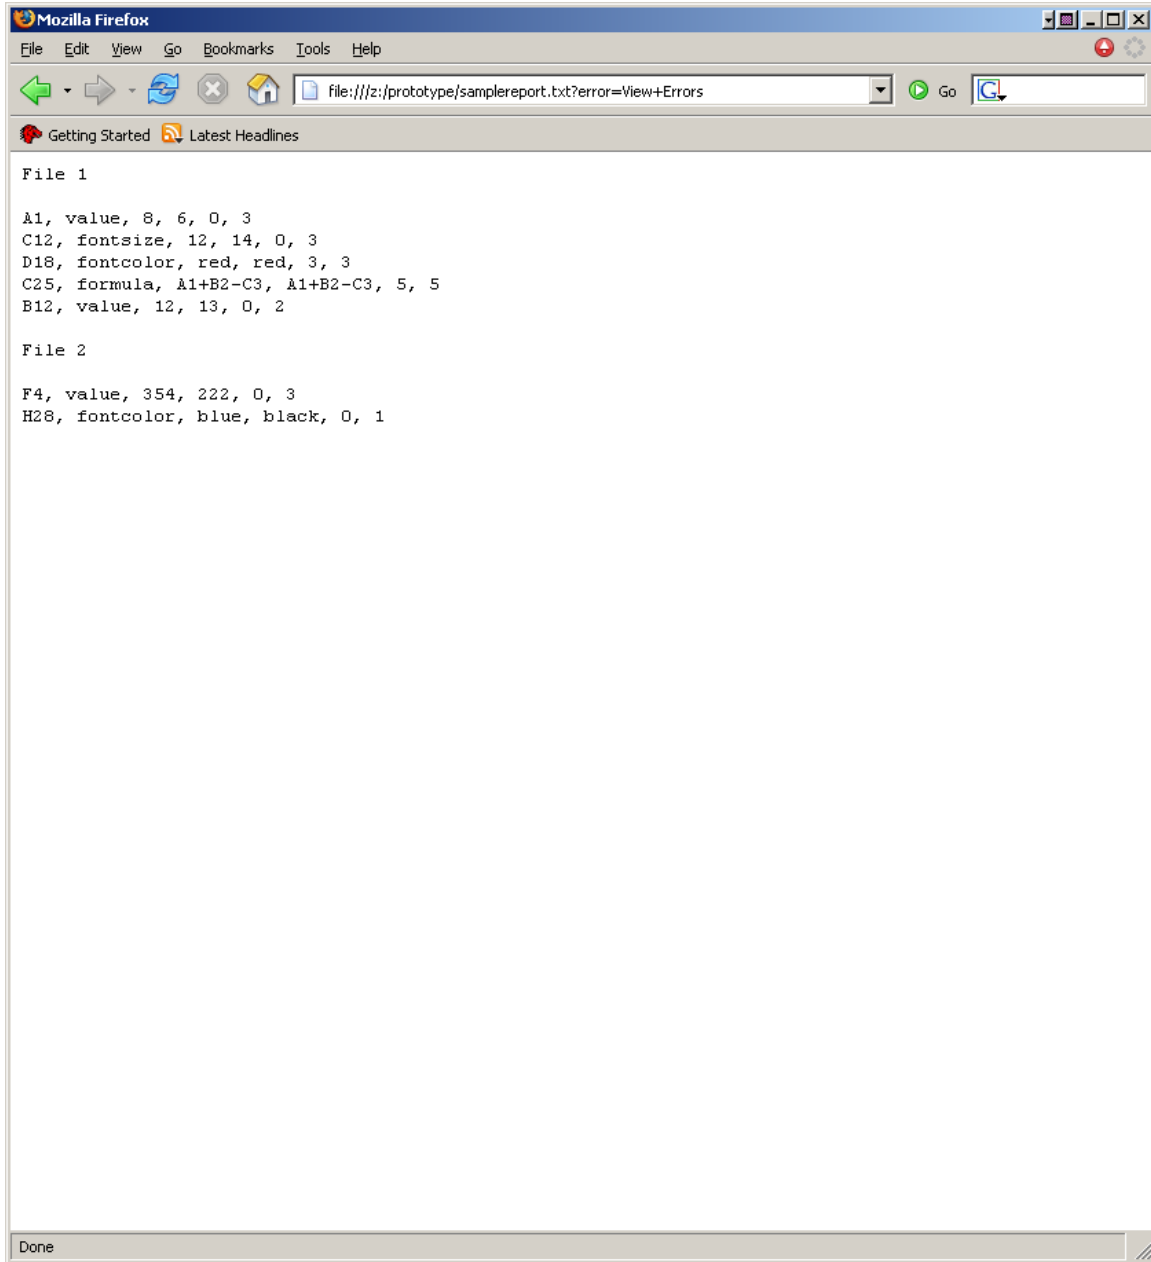 Mozilla Firefox
File Edit View Go Bookmarks Tools Help
file:///z:/prototype/samplereport.txt?error=View+Errors Go G
Getting Started Latest Headlines
File 1
A1, value, 8, 6, 0, 3
C12, fontsize, 12, 14, 0, 3
D18, fontcolor, red, red, 3, 3
C25, formula, A1+B2-C3, A1+B2-C3, 5, 5
B12, value, 12, 13, 0, 2
File 2
F4, value, 354, 222, 0, 3
H28, fontcolor, blue, black, 0, 1
Done